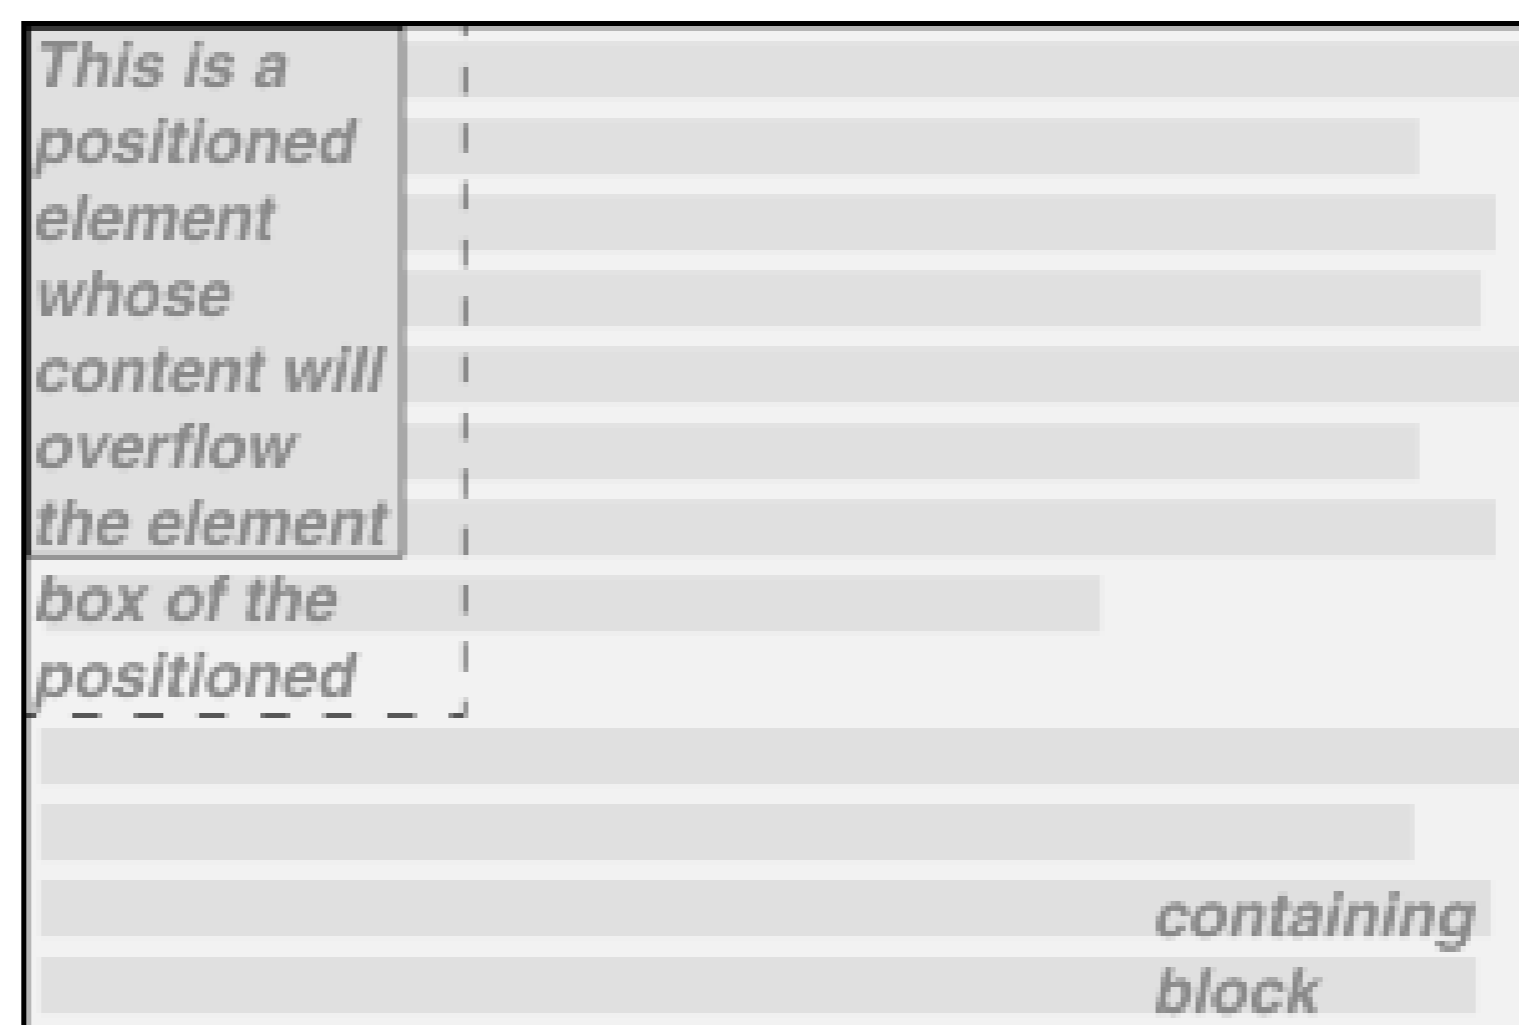 This is a
positioned
element
whose
content will
overflow
the element
box of the
positioned
containing
block